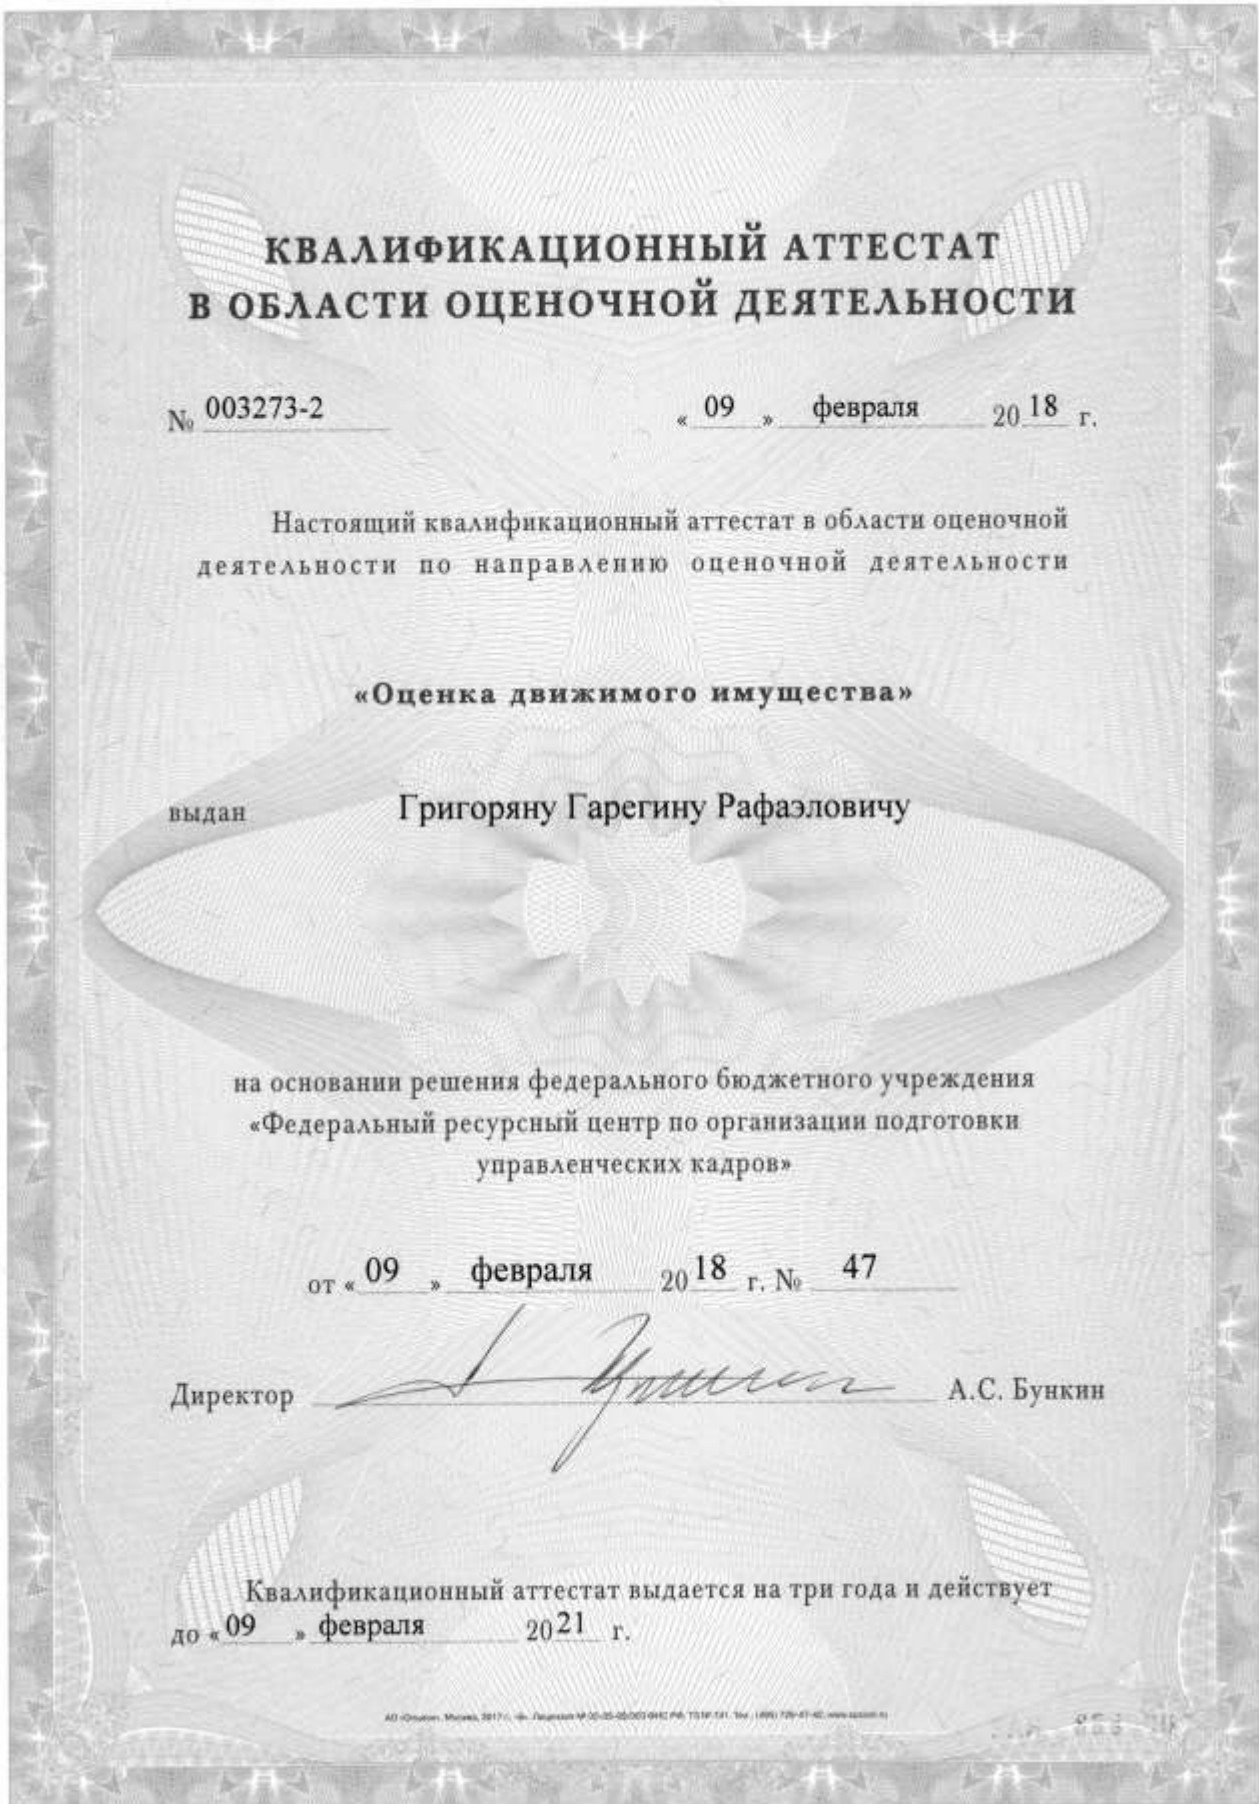 КВАЛИФИКАЦИОННЫЙ АТТЕСТАТ
В ОБЛАСТИ ОЦЕНОЧНОЙ ДЕЯТЕЛЬНОСТИ
№ 003273-2 « 09 » февраля 20 18 г.
Настоящий квалификационный аттестат в области оценочной
деятельности по направлению оценочной деятельности
«Оценка движимого имущества»
выдан Григоряну Гарегину Рафаэловичу
на основании решения федерального бюджетного учреждения
«Федеральный ресурсный центр по организации подготовки
управленческих кадров»
от « 09 » февраля 20 18 г. № 47
Директор А.С. Бункин
Квалификационный аттестат выдается на три года и действует
до « 09 » февраля 20 21 г.
Москва, 2017 г.